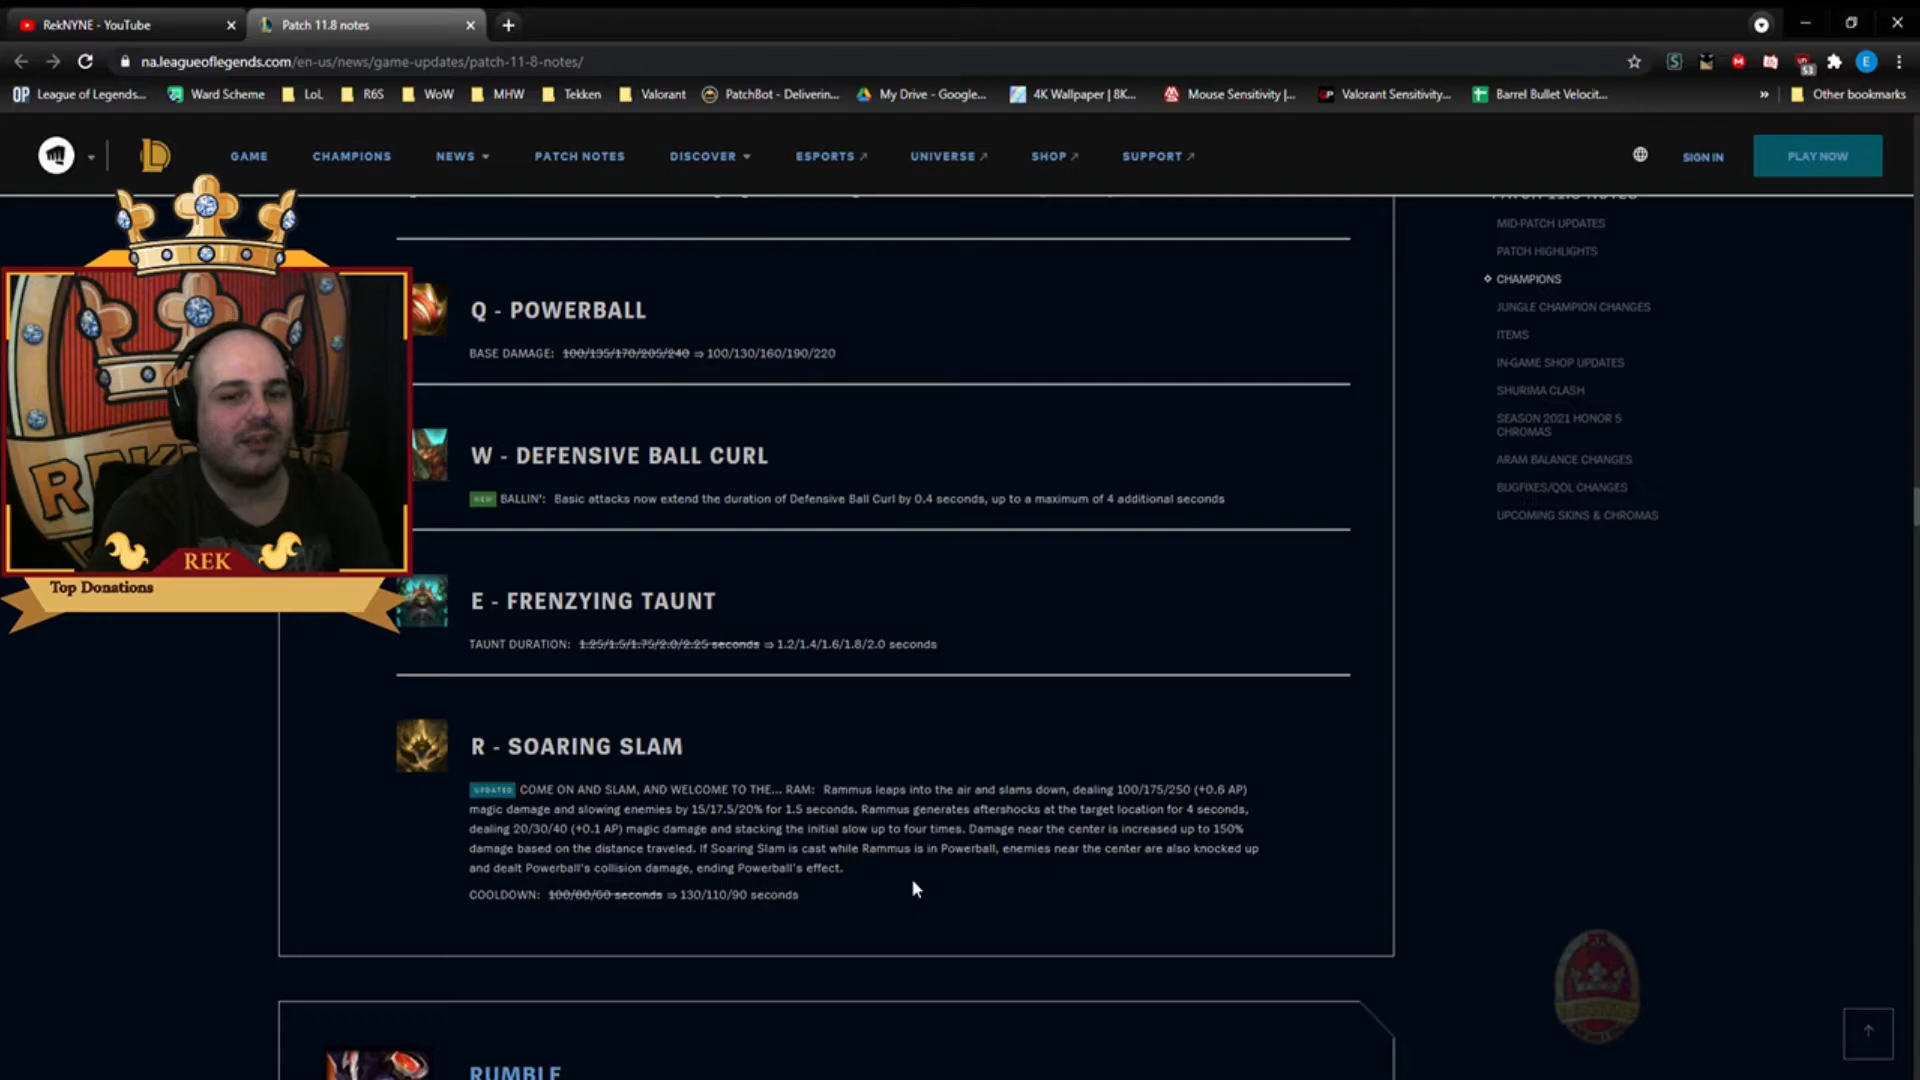 RekNYNE - YouTube
Patch 11.8 notes
na.leagueoflegends.com/en-us/news/game-updates/patch-11-8-notes/
League of Legends... Ward Scheme LoL R6S WoW MHW Tekken Valorant PatchBot - Deliverin... My Drive - Google... 4K Wallpaper | 8K... Mouse Sensitivity |... Valorant Sensitivity... Barrel Bullet Velocit... » Other bookmarks
GAME CHAMPIONS NEWS PATCH NOTES DISCOVER ESPORTS UNIVERSE SHOP SUPPORT SIGN IN PLAY NOW
PATCH 11.8 NOTES
MID-PATCH UPDATES
PATCH HIGHLIGHTS
CHAMPIONS
JUNGLE CHAMPION CHANGES
ITEMS
IN-GAME SHOP UPDATES
SHURIMA CLASH
SEASON 2021 HONOR 5
CHROMAS
ARAM BALANCE CHANGES
BUGFIXES/QOL CHANGES
UPCOMING SKINS & CHROMAS
Q - POWERBALL
BASE DAMAGE: 100/135/170/205/240 ⇒ 100/130/160/190/220
W - DEFENSIVE BALL CURL
NEW BALLIN': Basic attacks now extend the duration of Defensive Ball Curl by 0.4 seconds, up to a maximum of 4 additional seconds
E - FRENZYING TAUNT
TAUNT DURATION: 1.25/1.5/1.75/2.0/2.25 seconds ⇒ 1.2/1.4/1.6/1.8/2.0 seconds
R - SOARING SLAM
UPDATED COME ON AND SLAM, AND WELCOME TO THE... RAM: Rammus leaps into the air and slams down, dealing 100/175/250 (+0.6 AP)
magic damage and slowing enemies by 15/17.5/20% for 1.5 seconds. Rammus generates aftershocks at the target location for 4 seconds,
dealing 20/30/40 (+0.1 AP) magic damage and stacking the initial slow up to four times. Damage near the center is increased up to 150%
damage based on the distance traveled. If Soaring Slam is cast while Rammus is in Powerball, enemies near the center are also knocked up
and dealt Powerball's collision damage, ending Powerball's effect.
COOLDOWN: 100/80/60 seconds ⇒ 130/110/90 seconds
RUMBLE
REK
Top Donations